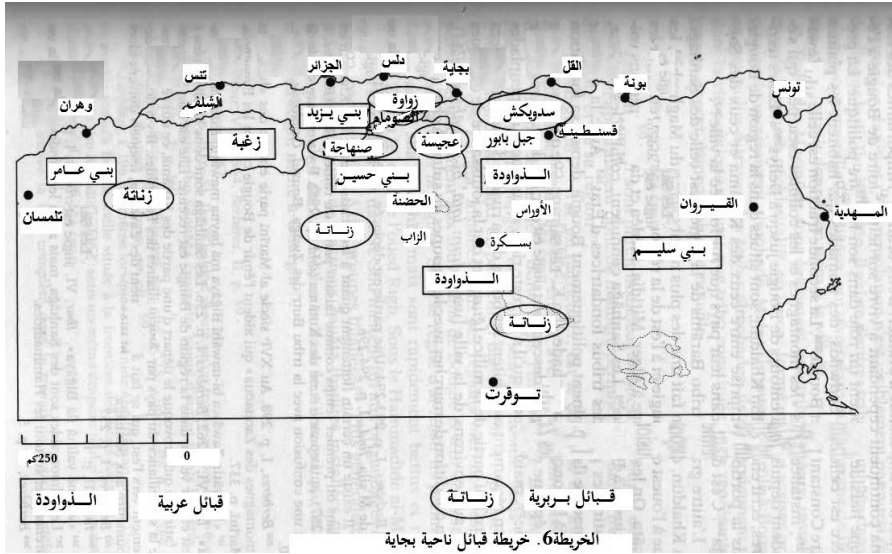 تنس
الجزائر
دلس
بجاية
القل
بونة
تونس
وهران
الشلف
بني يزيد
زواوة
الصومام
سدويكش
قسنطينة
زغبة
صنهاجة
عجيسة
جبل بابور
بني عامر
بني حسين
الذواودة
زناتة
تلمسان
الحضنة
الأوراس
القيروان
المهدية
زناتة
الزاب
بسكرة
بني سليم
الذواودة
زناتة
توقرت
250كم
0
الذواودة
قبائل عربية
زناتة
قبائل بربرية
الخريطة6. خريطة قبائل ناحية بجاية